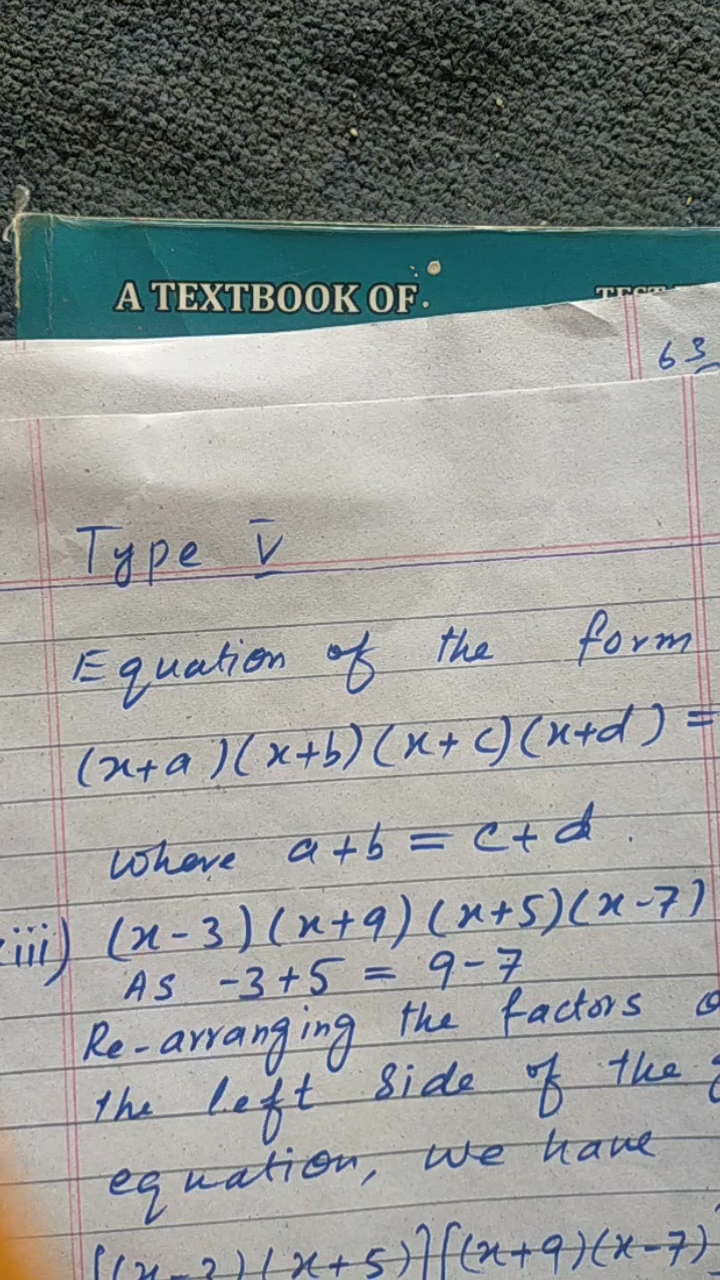 A TEXTBOOK OF
63
Type V
Equation of the form
(x+a)(x+b)(x+c)(x+d) =
where a+b = c+d.
iii) (x-3)(x+9)(x+5)(x-7)
As -3+5 = 9-7
Re-arranging the factors
the left side of the
equation, we have
[(x-3)(x+5)][(x+9)(x-7)